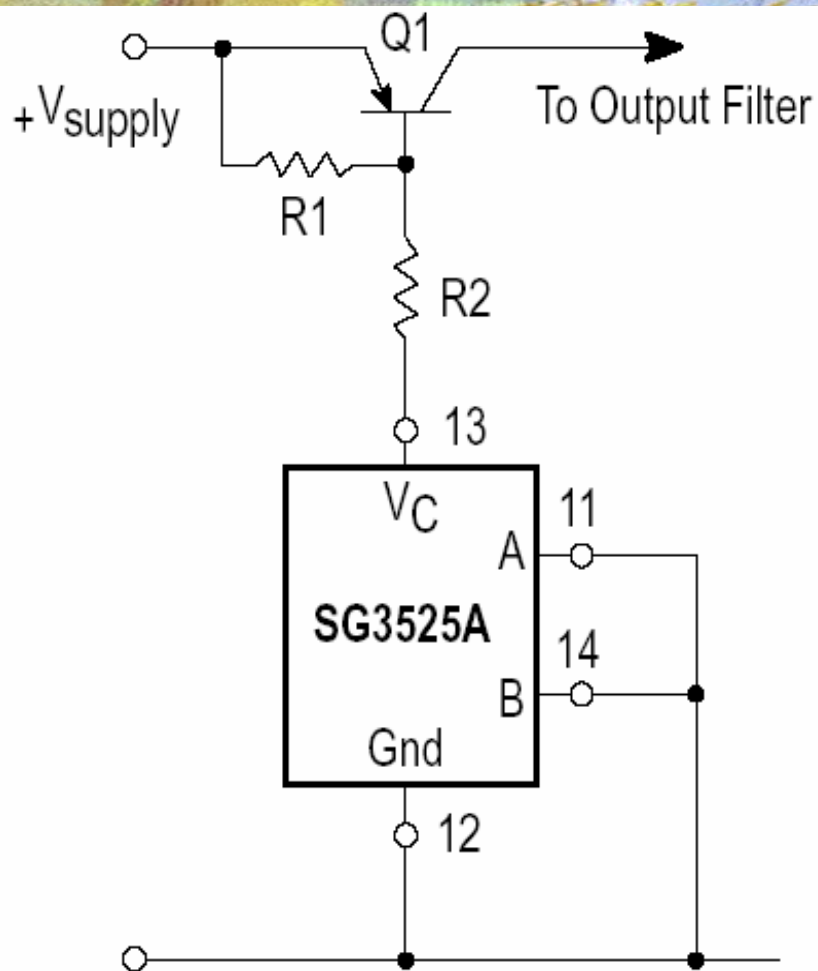 Q1
+Vsupply
To Output Filter
R1
R2
13
VC
11
A
SG3525A
14
B
Gnd
12